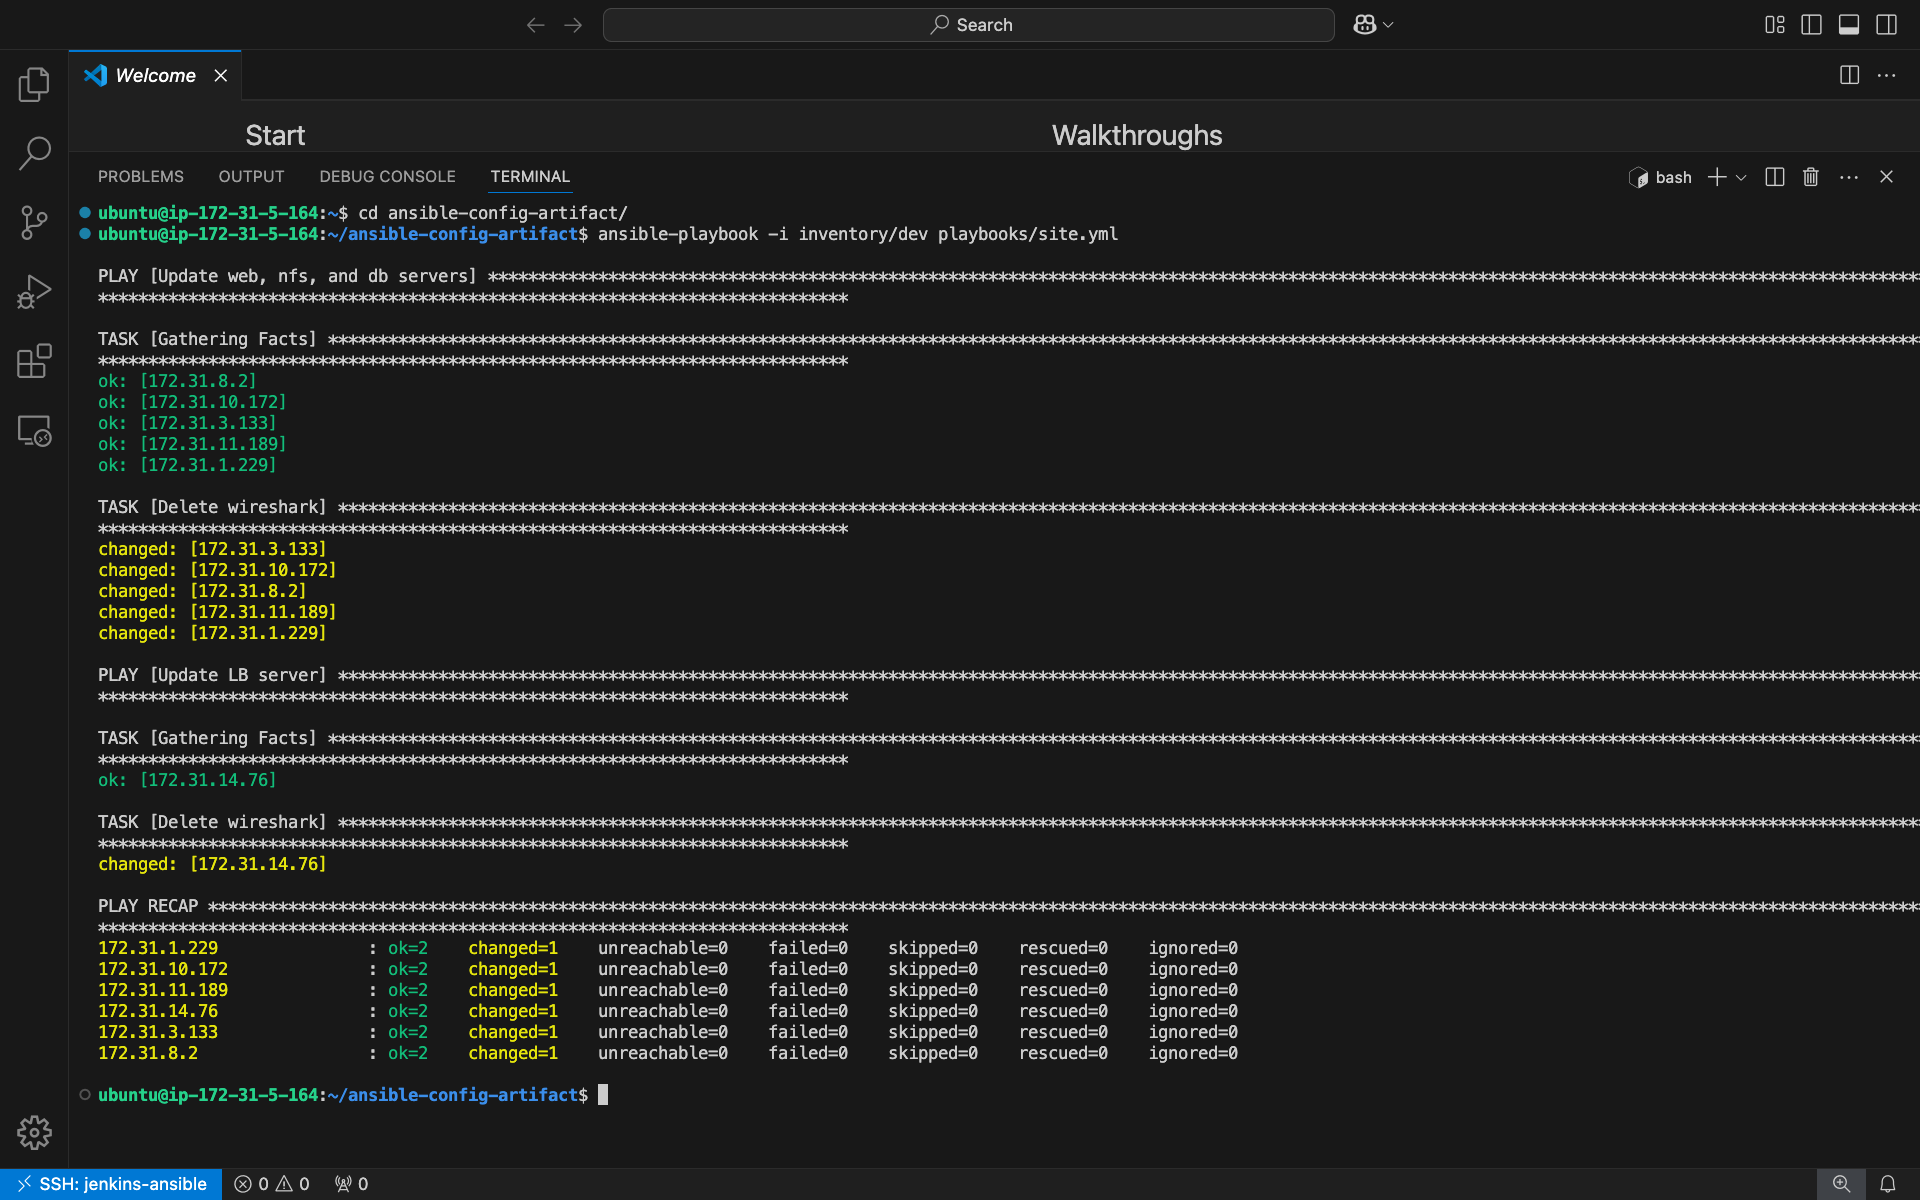 Search
Welcome
Start
Walkthroughs
PROBLEMS OUTPUT DEBUG CONSOLE TERMINAL
bash
ubuntu@ip-172-31-5-164:~$ cd ansible-config-artifact/
ubuntu@ip-172-31-5-164:~/ansible-config-artifact$ ansible-playbook -i inventory/dev playbooks/site.yml
PLAY [Update web, nfs, and db servers] ***********************************************************************************************************************************************
***************************************************************************
TASK [Gathering Facts] ***************************************************************************************************************************************************************
***************************************************************************
ok: [172.31.8.2]
ok: [172.31.10.172]
ok: [172.31.3.133]
ok: [172.31.11.189]
ok: [172.31.1.229]
TASK [Delete wireshark] **************************************************************************************************************************************************************
***************************************************************************
changed: [172.31.3.133]
changed: [172.31.10.172]
changed: [172.31.8.2]
changed: [172.31.11.189]
changed: [172.31.1.229]
PLAY [Update LB server] **************************************************************************************************************************************************************
***************************************************************************
TASK [Gathering Facts] ***************************************************************************************************************************************************************
***************************************************************************
ok: [172.31.14.76]
TASK [Delete wireshark] **************************************************************************************************************************************************************
***************************************************************************
changed: [172.31.14.76]
PLAY RECAP ***************************************************************************************************************************************************************************
***************************************************************************
172.31.1.229 : ok=2 changed=1 unreachable=0 failed=0 skipped=0 rescued=0 ignored=0
172.31.10.172 : ok=2 changed=1 unreachable=0 failed=0 skipped=0 rescued=0 ignored=0
172.31.11.189 : ok=2 changed=1 unreachable=0 failed=0 skipped=0 rescued=0 ignored=0
172.31.14.76 : ok=2 changed=1 unreachable=0 failed=0 skipped=0 rescued=0 ignored=0
172.31.3.133 : ok=2 changed=1 unreachable=0 failed=0 skipped=0 rescued=0 ignored=0
172.31.8.2 : ok=2 changed=1 unreachable=0 failed=0 skipped=0 rescued=0 ignored=0
ubuntu@ip-172-31-5-164:~/ansible-config-artifact$
SSH: jenkins-ansible 0 0 0